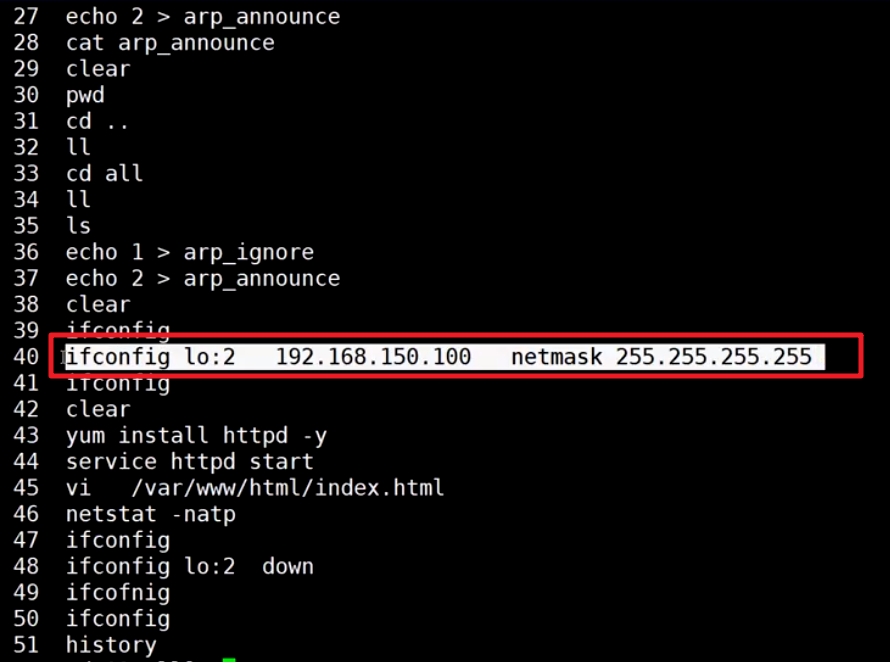 27  echo 2 > arp_announce
28  cat arp_announce
29  clear
30  pwd
31  cd ..
32  ll
33  cd all
34  ll
35  ls
36  echo 1 > arp_ignore
37  echo 2 > arp_announce
38  clear
39  ifconfig
40  ifconfig lo:2   192.168.150.100   netmask 255.255.255.255
41  ifconfig
42  clear
43  yum install httpd -y
44  service httpd start
45  vi   /var/www/html/index.html
46  netstat -natp
47  ifconfig
48  ifconfig lo:2  down
49  ifcofnig
50  ifconfig
51  history